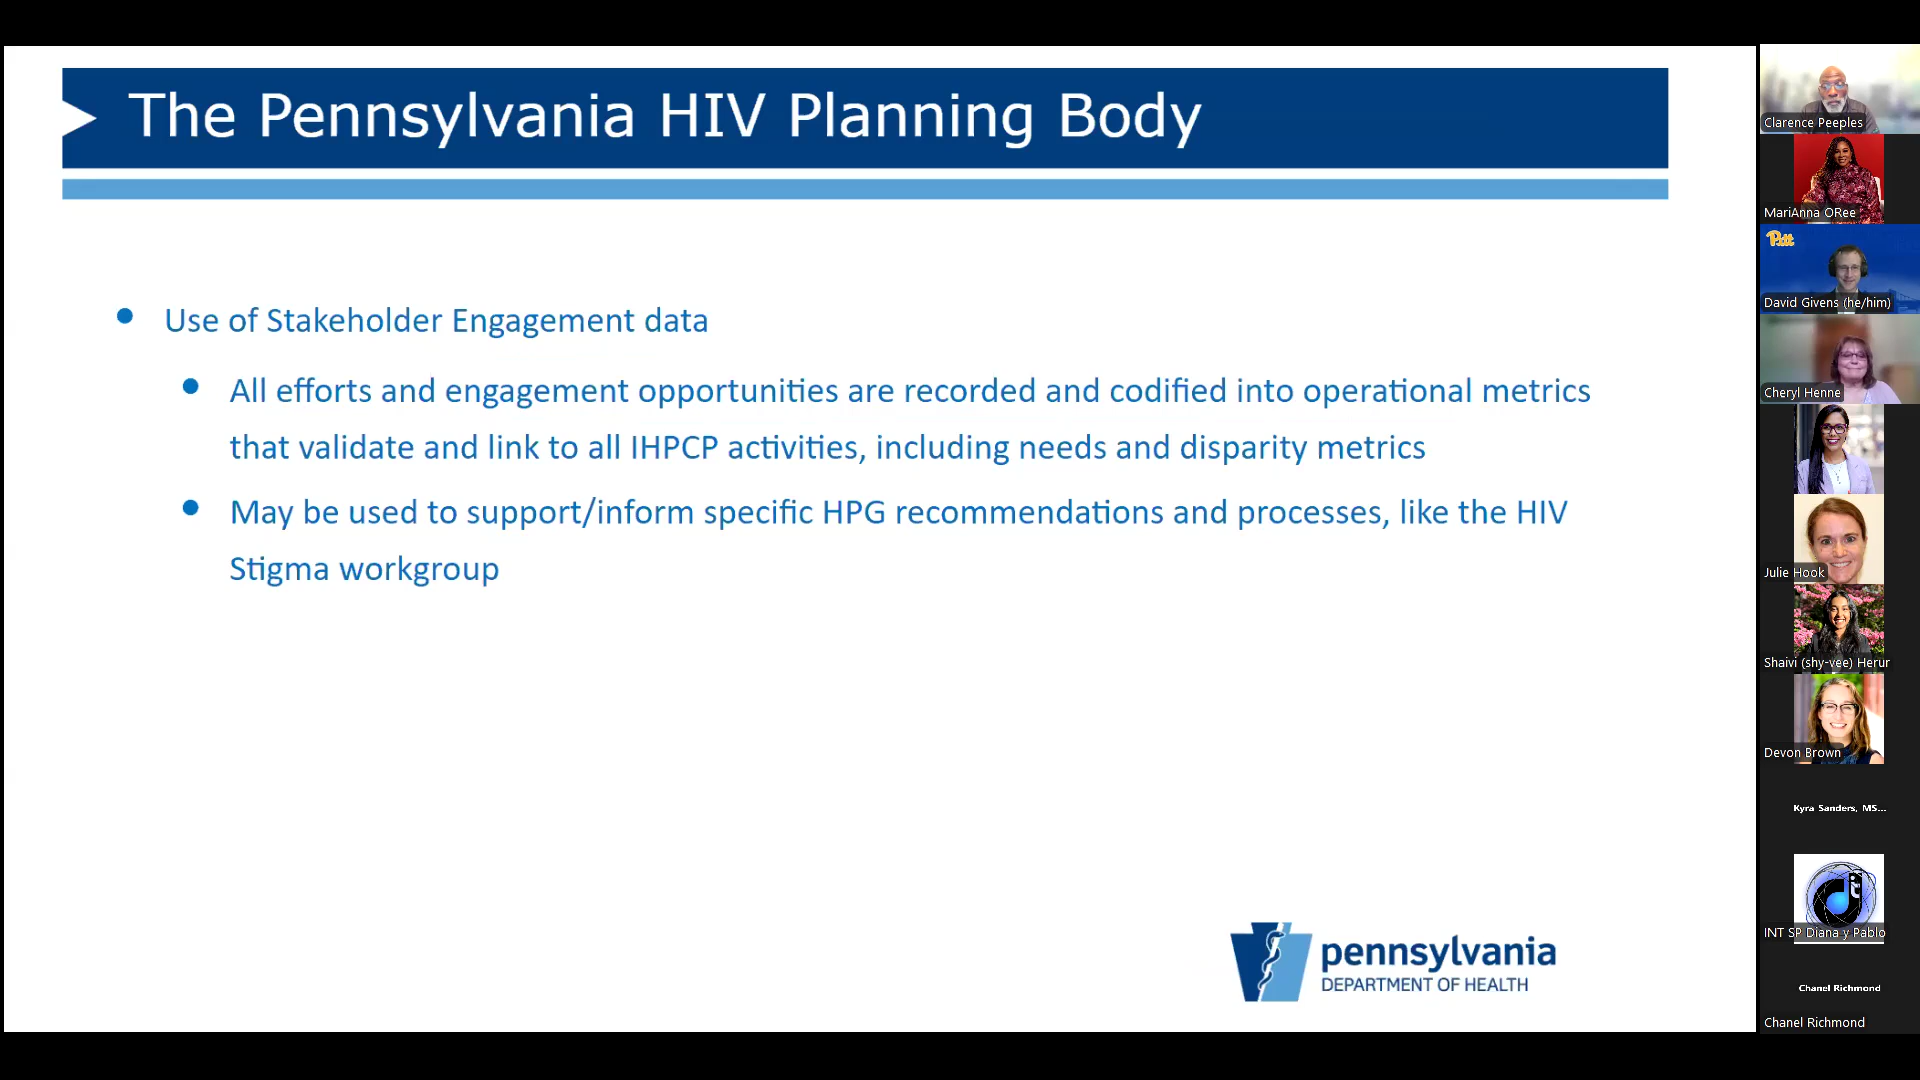 The Pennsylvania HIV Planning Body
Use of Stakeholder Engagement data
All efforts and engagement opportunities are recorded and codified into operational metrics
that validate and link to all IHPCP activities, including needs and disparity metrics
May be used to support/inform specific HPG recommendations and processes, like the HIV
Stigma workgroup
pennsylvania
DEPARTMENT OF HEALTH
Clarence Peeples
MariAnna ORee
Pitt
David Givens (he/him)
Cheryl Henne
Julie Hook
Shaivi (shy-vee) Herur
Devon Brown
Kyra Sanders, MS...
dit
INT SP Diana y Pablo
Chanel Richmond
Chanel Richmond